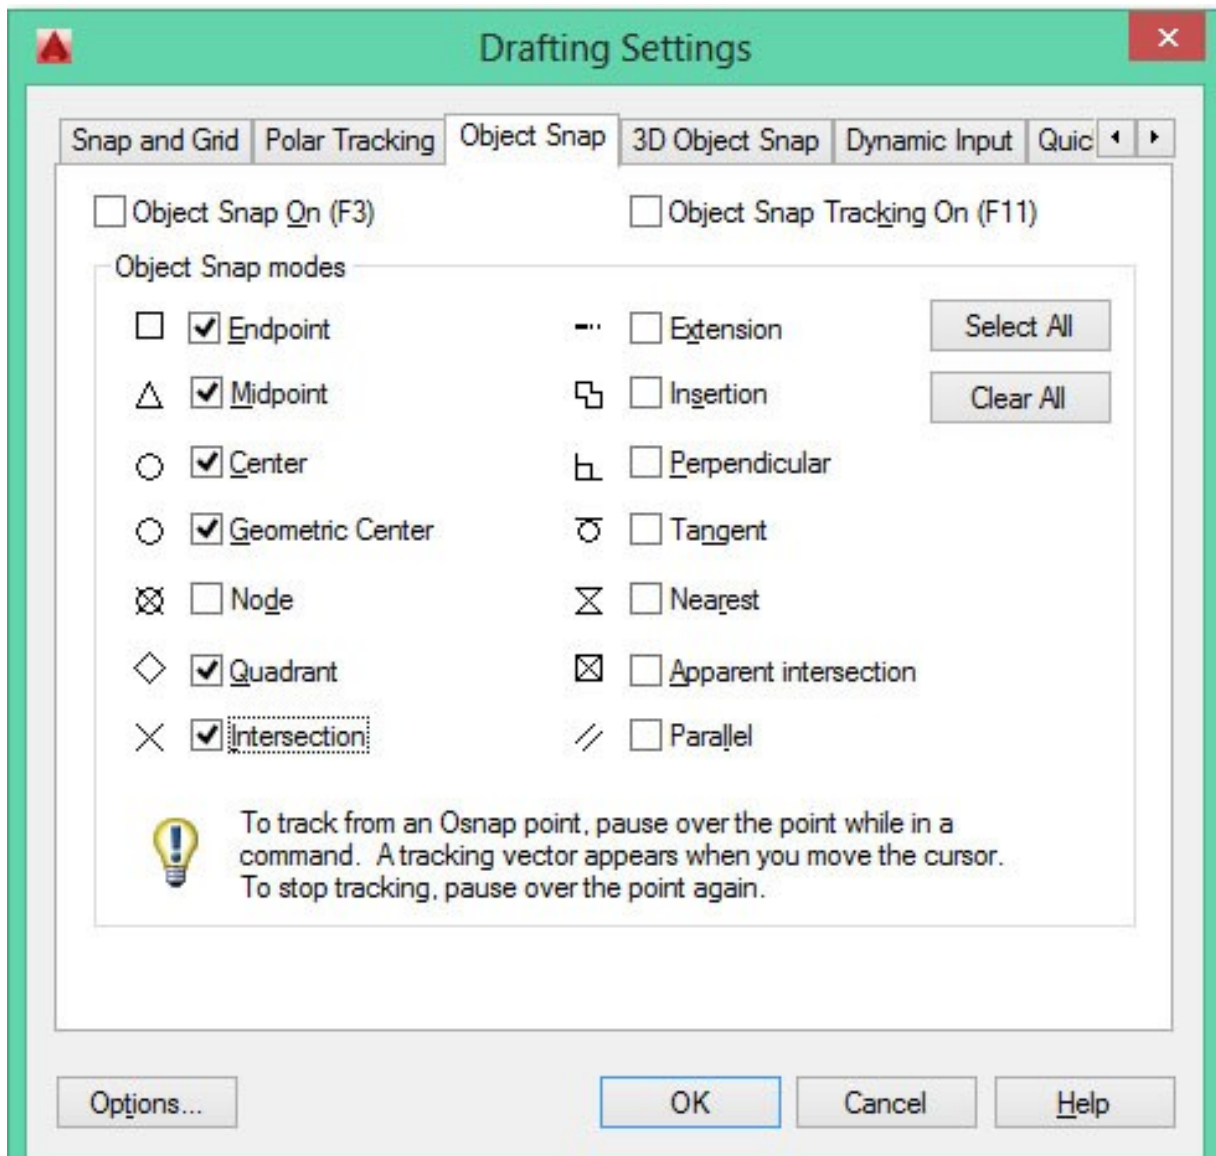 Drafting Settings
Snap and Grid Polar Tracking Object Snap 3D Object Snap Dynamic Input Quic
Object Snap On (F3) Object Snap Tracking On (F11)
Object Snap modes
Endpoint Extension Select All
Midpoint Insertion Clear All
Center Perpendicular
Geometric Center Tangent
Node Nearest
Quadrant Apparent intersection
Intersection Parallel
To track from an Osnap point, pause over the point while in a
command. A tracking vector appears when you move the cursor.
To stop tracking, pause over the point again.
Options... OK Cancel Help